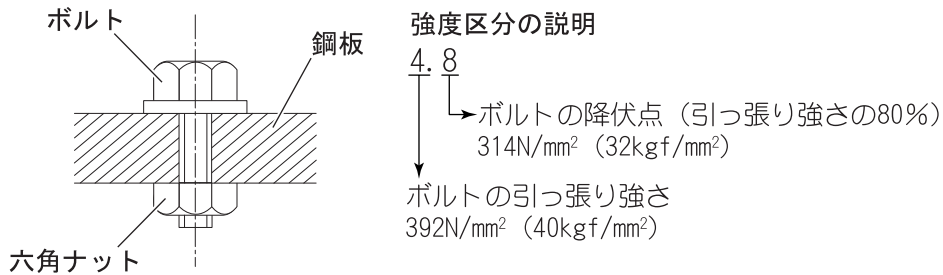 ボルト
鋼板
六角ナット
強度区分の説明
4.8
ボルトの降伏点（引っ張り強さの80％）
314N/mm²（32kgf/mm²）
ボルトの引っ張り強さ
392N/mm²（40kgf/mm²）